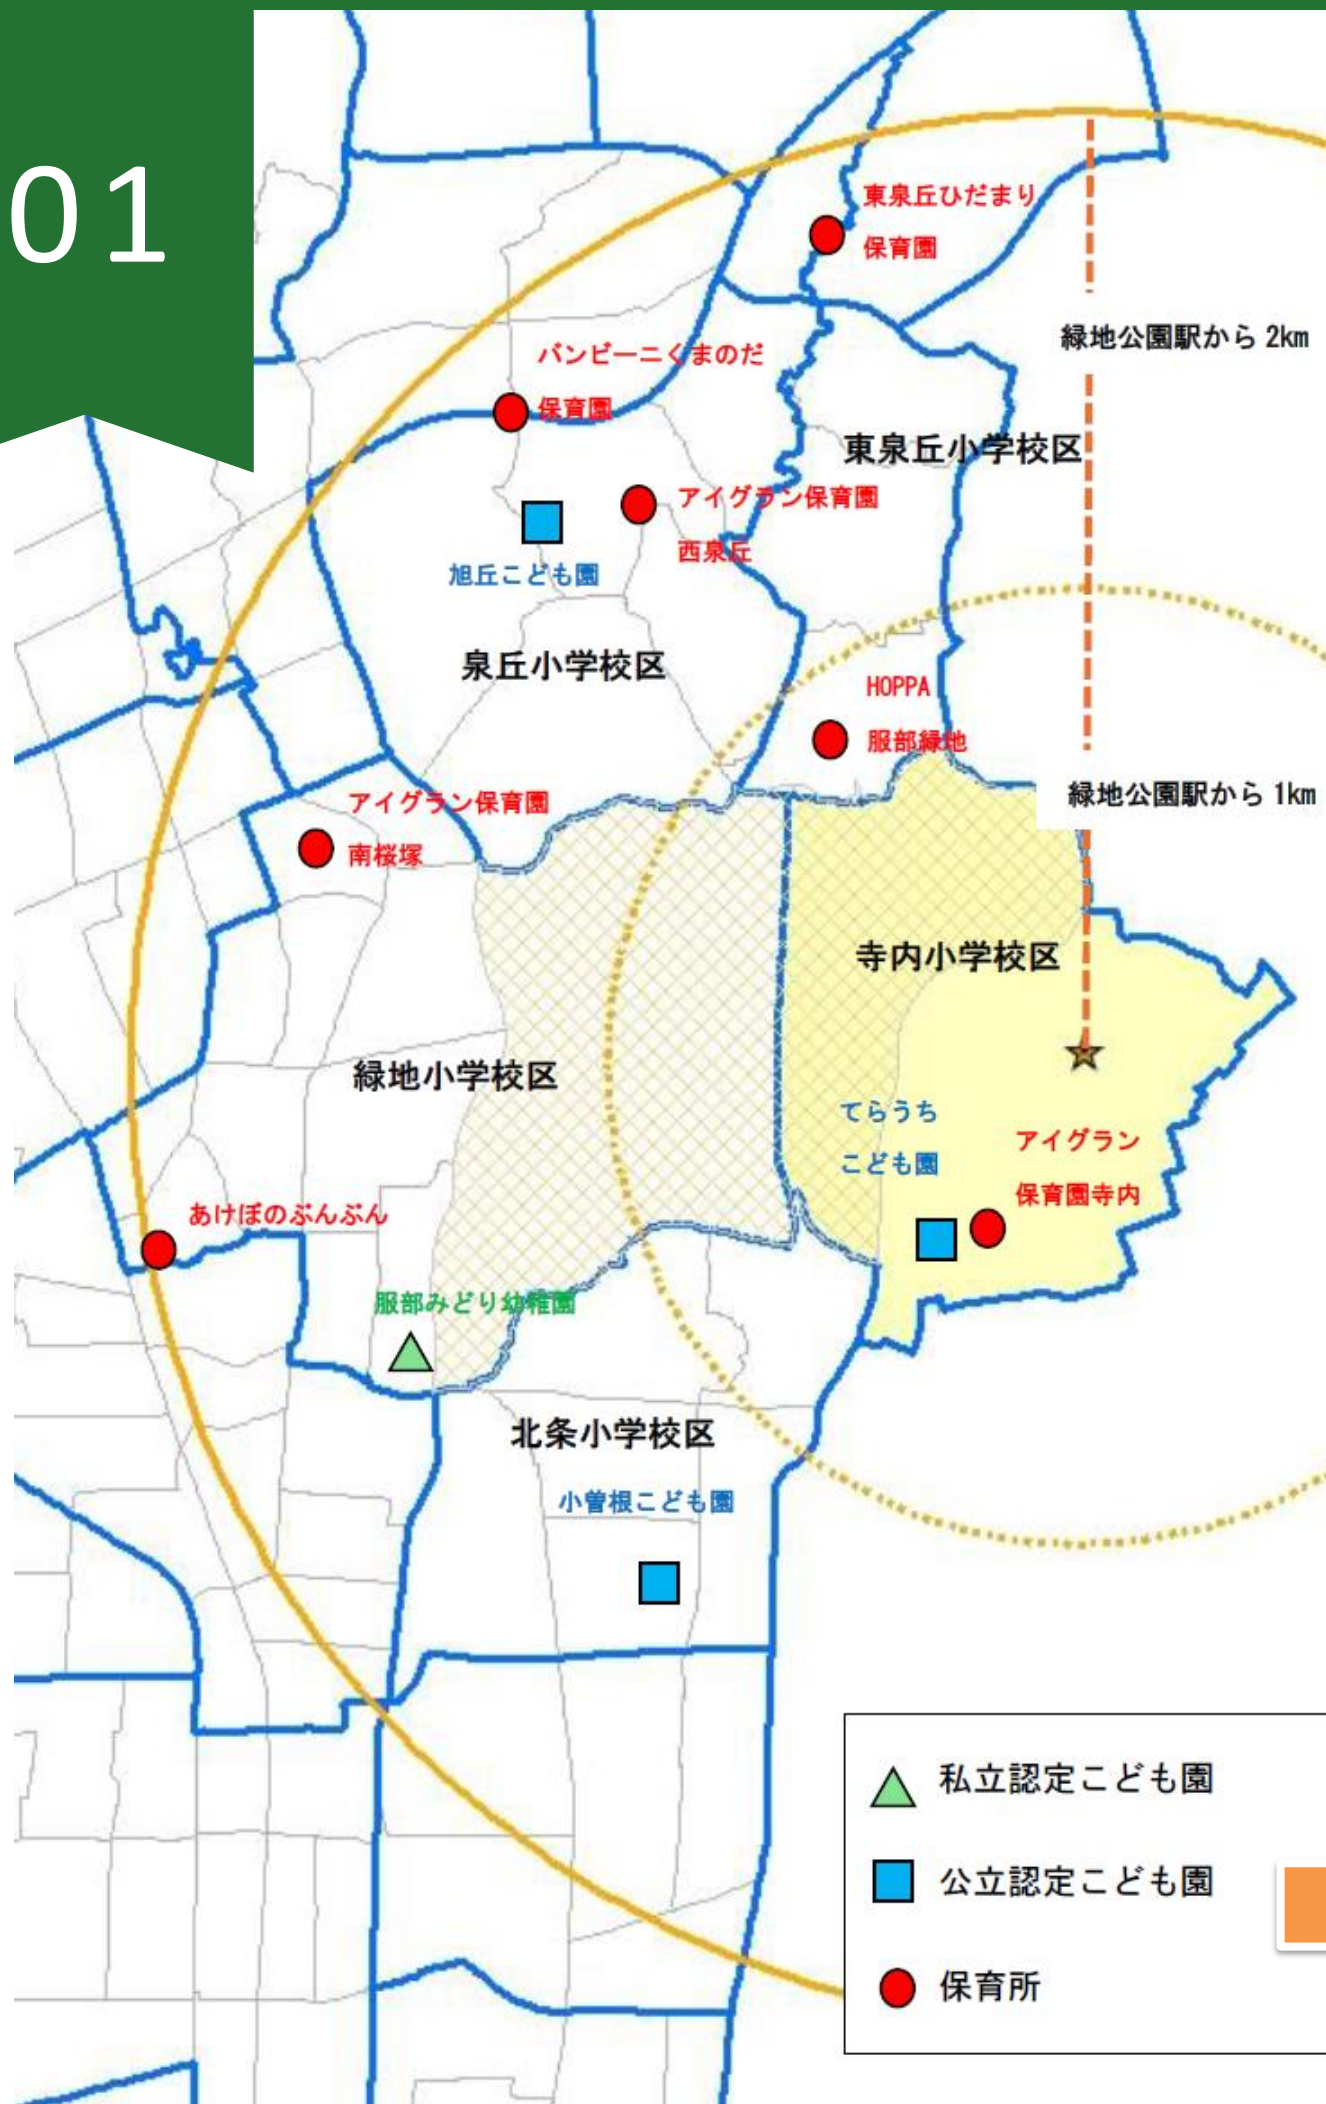 01
東泉丘ひだまり
保育園
緑地公園駅から 2km
バンビーニくまのだ
保育園
東泉丘小学校区
アイグラン保育園
西泉丘
旭丘こども園
泉丘小学校区
HOPPA
服部緑地
緑地公園駅から 1km
アイグラン保育園
南桜塚
寺内小学校区
緑地小学校区
てらうち
こども園
アイグラン
保育園寺内
あけぼのぶんぶん
服部みどり幼稚園
北条小学校区
小曽根こども園
私立認定こども園
公立認定こども園
保育所